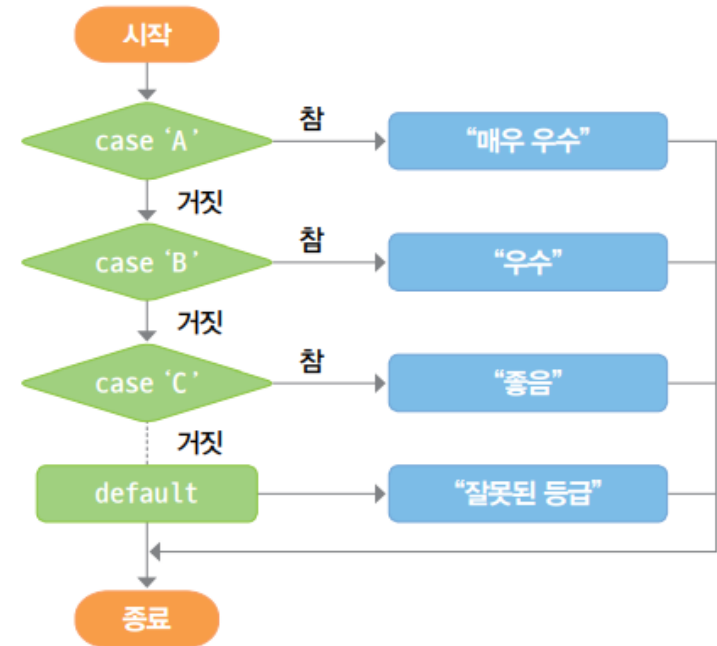 시작
case ‘A’
참
“매우 우수”
거짓
case ‘B’
참
“우수”
거짓
case ‘C’
참
“좋음”
거짓
default
“잘못된 등급”
종료